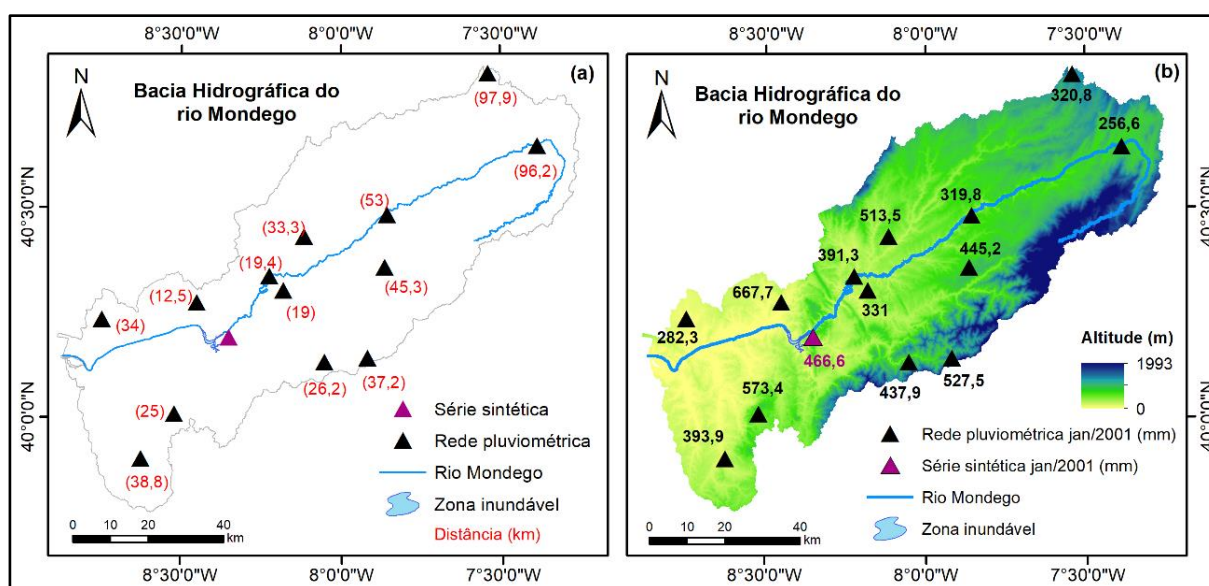 8°30'0"W 8°0'0"W 7°30'0"W
N
Bacia Hidrográfica do
rio Mondego
(a)
(97,9)
(96,2)
(53)
(33,3)
(19,4)
(45,3)
(12,5)
(19)
(34)
(26,2)
(37,2)
(25)
(38,8)
Série sintética
Rede pluviométrica
Rio Mondego
Zona inundável
Distância (km)
0 10 20 40
km
40°30'0"N
40°0'0"N
8°30'0"W 8°0'0"W 7°30'0"W
8°30'0"W 8°0'0"W 7°30'0"W
N
Bacia Hidrográfica do
rio Mondego
(b)
320,8
256,6
319,8
513,5
445,2
391,3
667,7
331
282,3
466,6
437,9
527,5
573,4
393,9
Altitude (m)
1993
0
Rede pluviométrica jan/2001 (mm)
Série sintética jan/2001 (mm)
Rio Mondego
Zona inundável
0 10 20 40
km
40°30'0"N
40°0'0"N
8°30'0"W 8°0'0"W 7°30'0"W